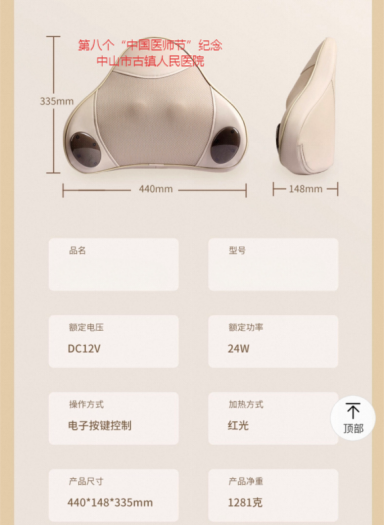 第八个“中国医师节”纪念
中山市古镇人民医院
335mm
440mm
148mm
品名
型号
额定电压
DC12V
额定功率
24W
操作方式
电子按键控制
加热方式
红光
顶部
产品尺寸
440*148*335mm
产品净重
1281克